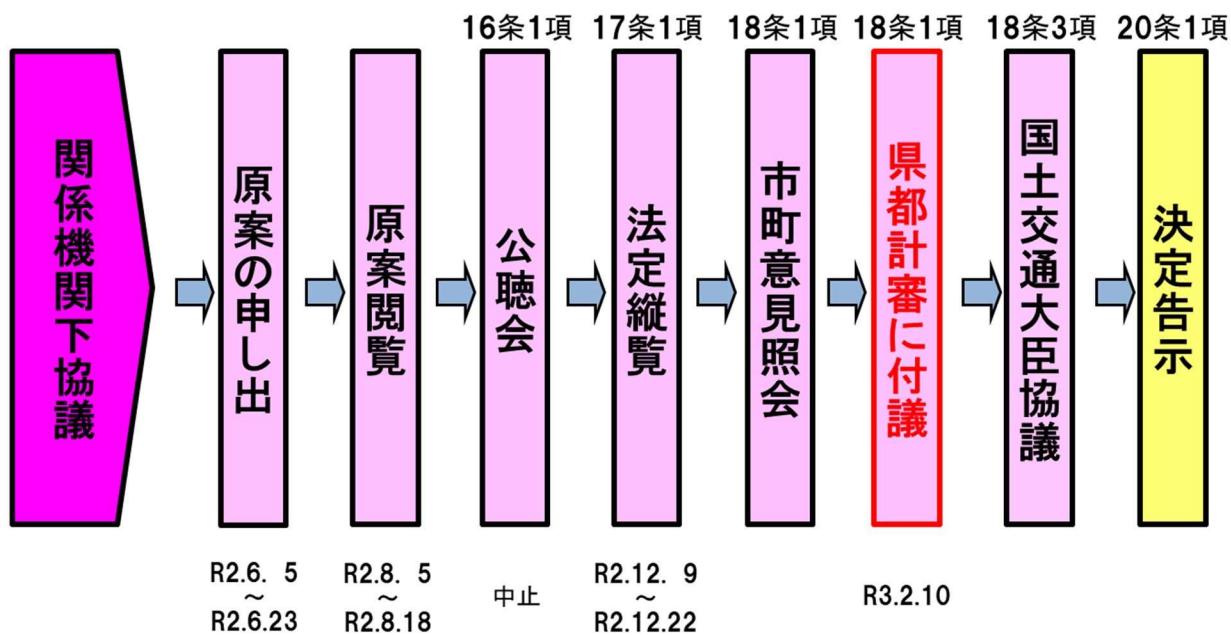 16条1項 17条1項 18条1項 18条1項 18条3項 20条1項
関係機関下協議
原案の申し出
原案閲覧
公聴会
法定縦覧
市町意見照会
県都計審に付議
国土交通大臣協議
決定告示
R2.6. 5
~
R2.6.23
R2.8. 5
~
R2.8.18
中止
R2.12. 9
~
R2.12.22
R3.2.10